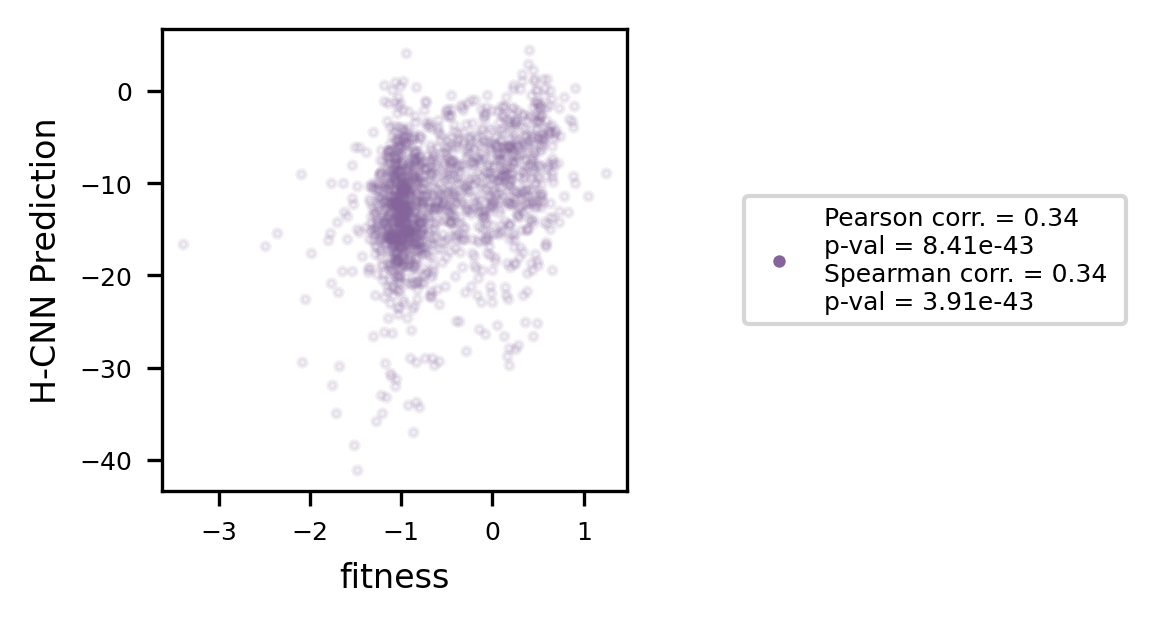 H-CNN Prediction
0
−10
−20
−30
−40
−3
−2
−1
0
1
fitness
Pearson corr. = 0.34
p-val = 8.41e-43
Spearman corr. = 0.34
p-val = 3.91e-43